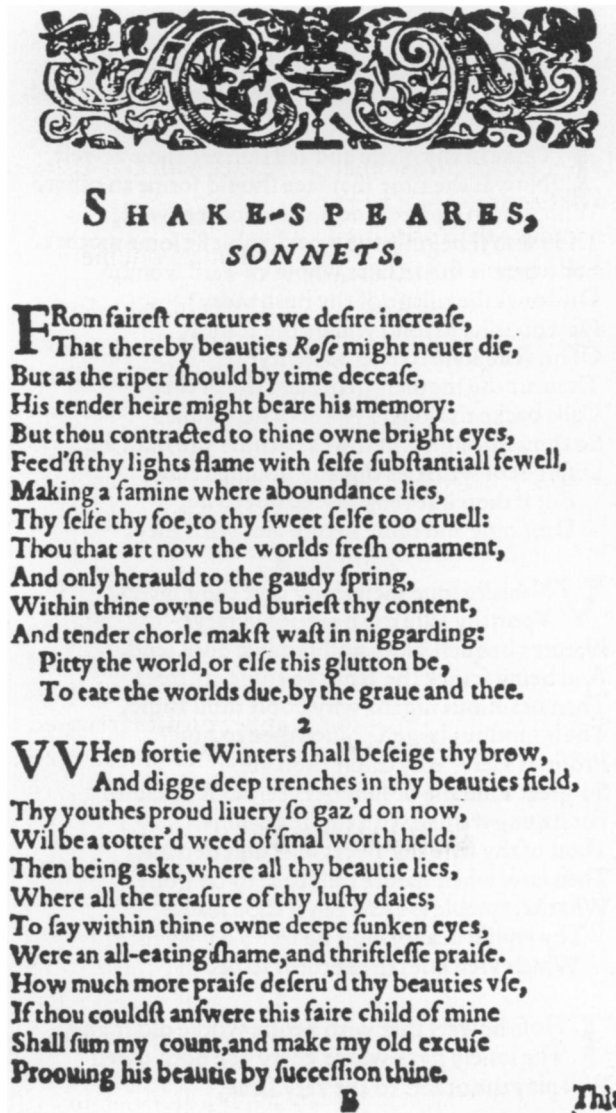 SHAKE-SPEARES,
SONNETS.
FRom faireſt creatures we deſire increaſe,
That thereby beauties Roſe might neuer die,
But as the riper ſhould by time deceaſe,
His tender heire might beare his memory:
But thou contracted to thine owne bright eyes,
Feed'ſt thy lights flame with ſelfe ſubſtantiall fewell,
Making a famine where aboundance lies,
Thy ſelfe thy foe,to thy ſweet ſelfe too cruell:
Thou that art now the worlds freſh ornament,
And only herauld to the gaudy ſpring,
Within thine owne bud burieſt thy content,
And tender chorle makſt waſt in niggarding:
Pitty the world,or elſe this glutton be,
To eate the worlds due,by the graue and thee.
2
VVHen fortie Winters ſhall beſeige thy brow,
And digge deep trenches in thy beauties field,
Thy youthes proud liuery ſo gaz'd on now,
Wil be a totter'd weed of ſmal worth held:
Then being askt,where all thy beautie lies,
Where all the treaſure of thy luſty daies;
To ſay within thine owne deepe ſunken eyes,
Were an all-eating ſhame,and thriftleſſe praiſe.
How much more praiſe deſeru'd thy beauties vſe,
If thou couldſt anſwere this faire child of mine
Shall ſum my count,and make my old excuſe
Proouing his beautie by ſucceſſion thine.
B Thi